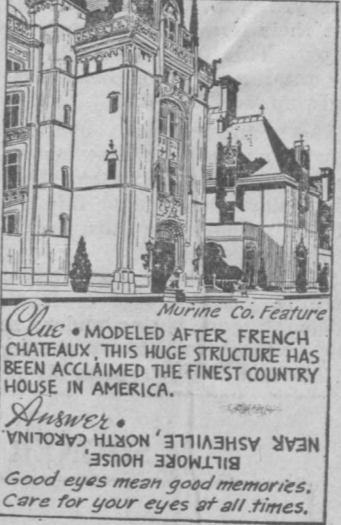 Murine Co. Feature
Clue • MODELED AFTER FRENCH
CHATEAUX, THIS HUGE STRUCTURE HAS
BEEN ACCLAIMED THE FINEST COUNTRY
HOUSE IN AMERICA.
Answer •
BILTMORE HOUSE,
NEAR ASHEVILLE, NORTH CAROLINA.
Good eyes mean good memories.
Care for your eyes at all times.